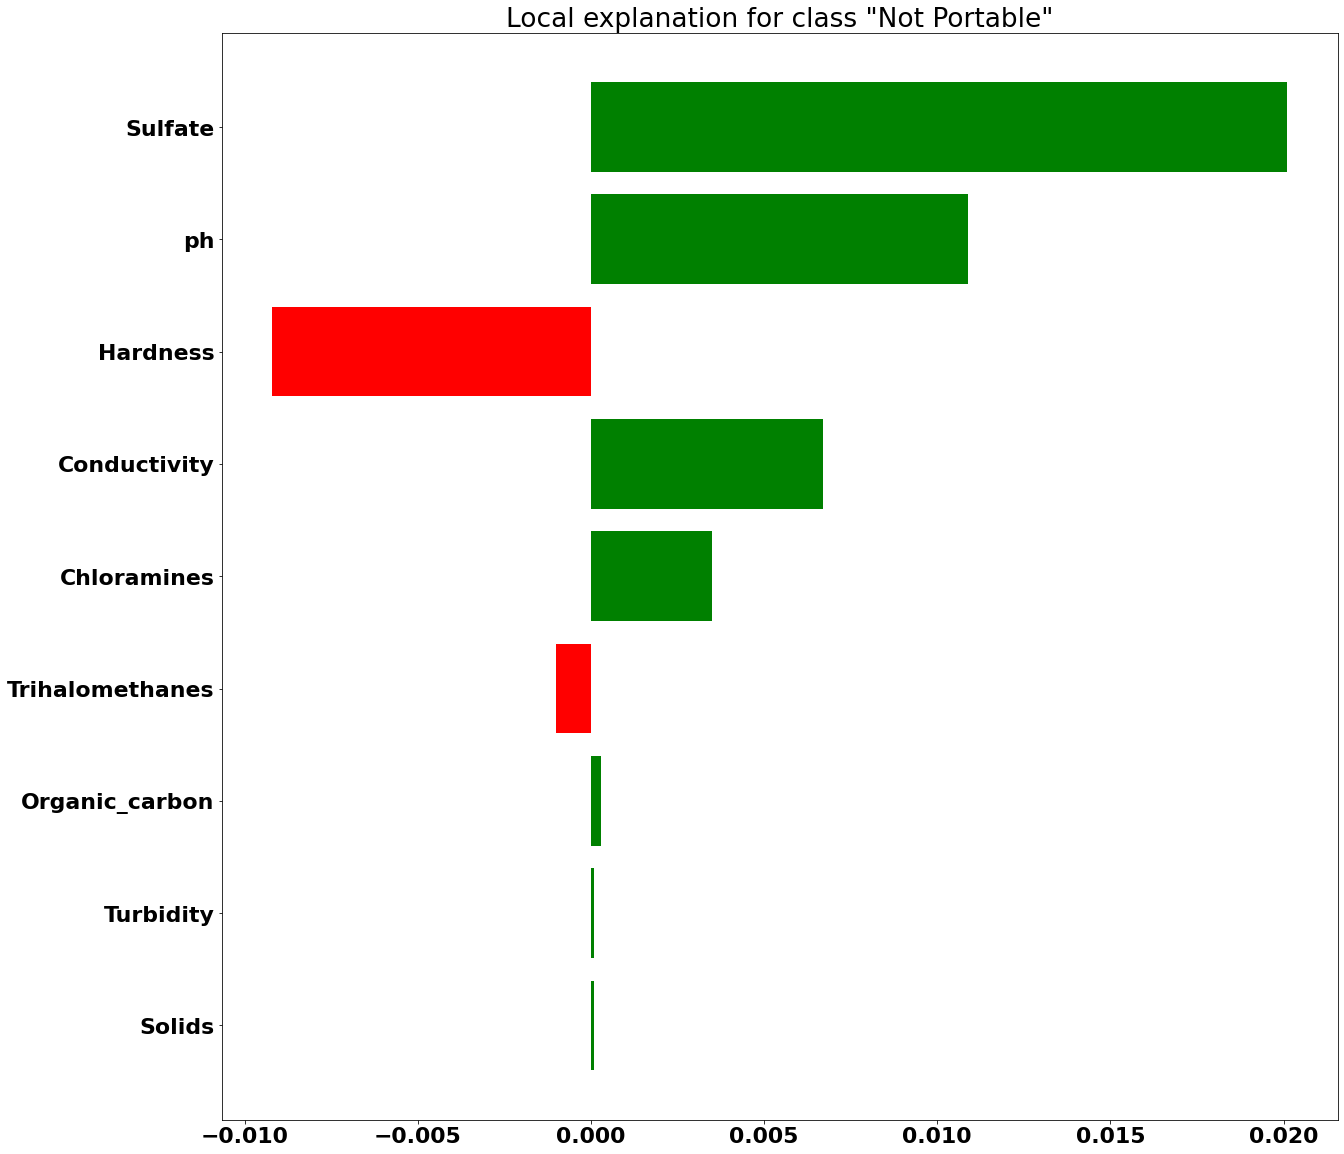 Local explanation for class "Not Portable"
Sulfate
ph
Hardness
Conductivity
Chloramines
Trihalomethanes
Organic_carbon
Turbidity
Solids
−0.010 −0.005 0.000 0.005 0.010 0.015 0.020